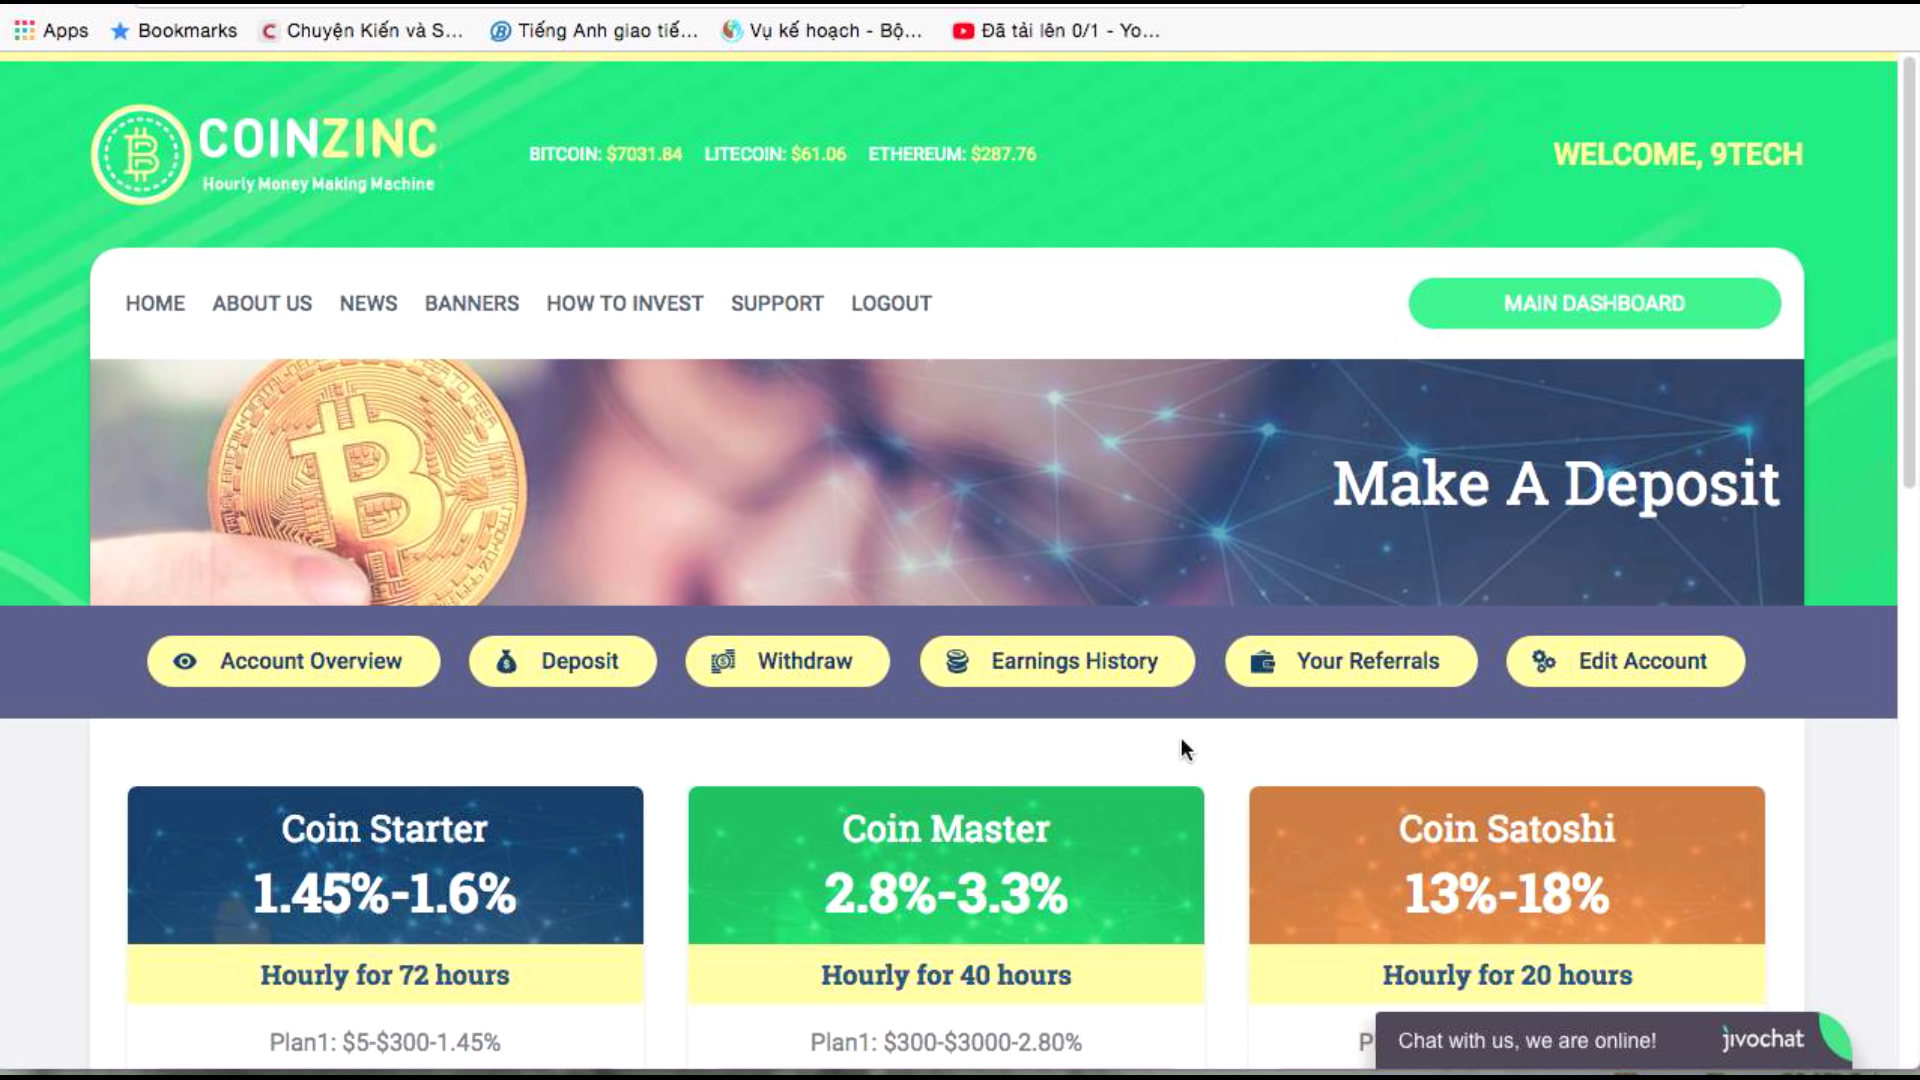 Apps Bookmarks Chuyện Kiến và S... Tiếng Anh giao tiế... Vụ kế hoạch - Bộ... Đã tải lên 0/1 - Yo...
COINZINC
Hourly Money Making Machine
BITCOIN: $7031.84 LITECOIN: $61.06 ETHEREUM: $287.76
WELCOME, 9TECH
HOME ABOUT US NEWS BANNERS HOW TO INVEST SUPPORT LOGOUT
MAIN DASHBOARD
Make A Deposit
Account Overview Deposit Withdraw Earnings History Your Referrals Edit Account
Coin Starter
1.45%-1.6%
Hourly for 72 hours
Plan1: $5-$300-1.45%
Coin Master
2.8%-3.3%
Hourly for 40 hours
Plan1: $300-$3000-2.80%
Coin Satoshi
13%-18%
Hourly for 20 hours
Chat with us, we are online! jivochat